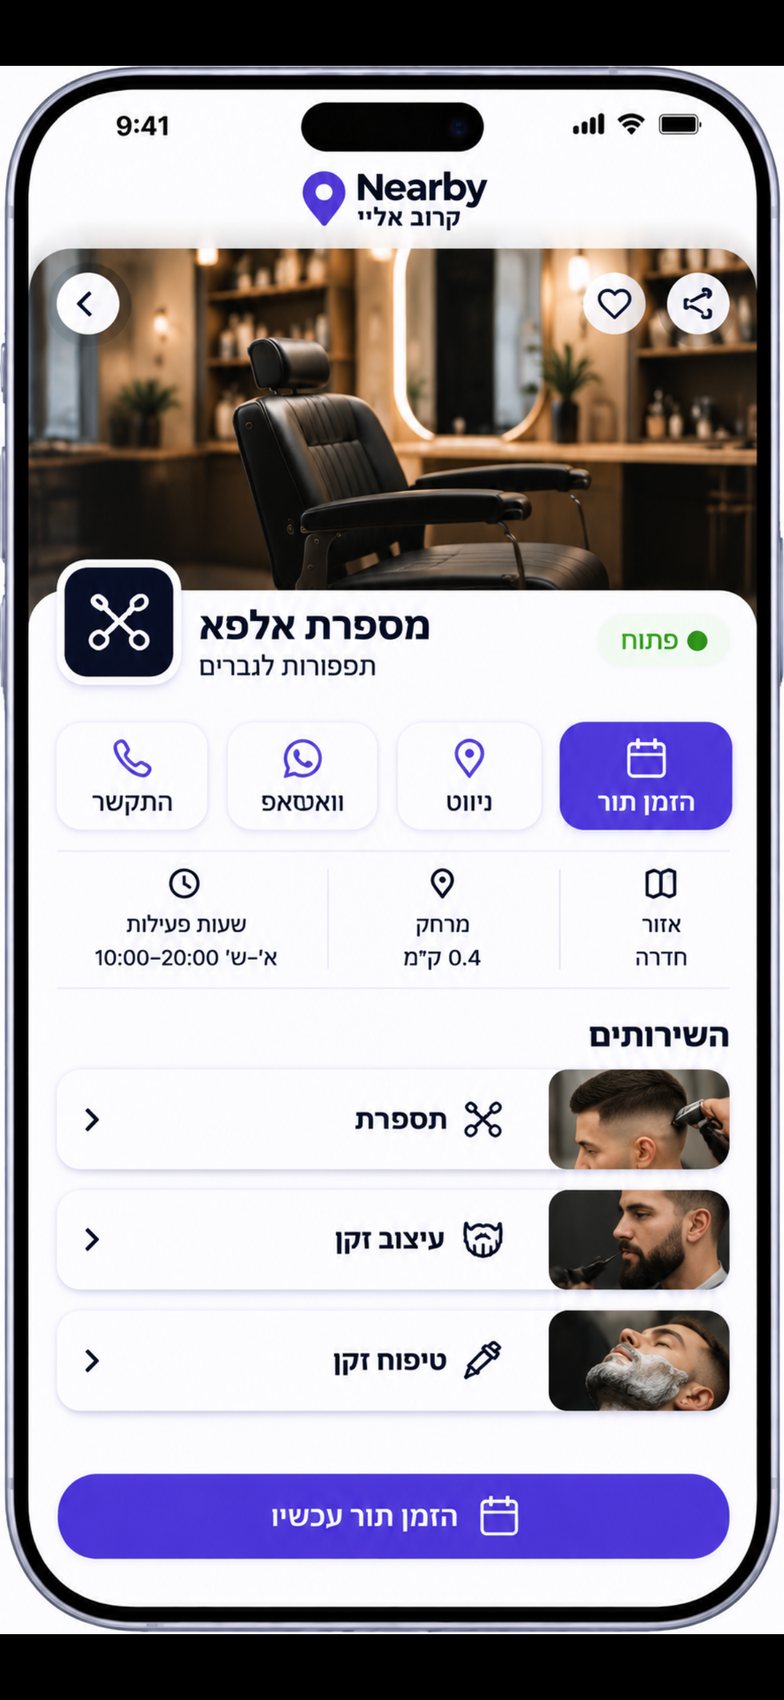 9:41
Nearby
קרוב אליי
מספרת אלפא
תספורות לגברים
פתוח
הזמן תור
ניווט
וואטסאפ
התקשר
אזור
חדרה
מרחק
0.4 ק"מ
שעות פעילות
א'-ש' 10:00-20:00
השירותים
תספרת
עיצוב זקן
טיפוח זקן
הזמן תור עכשיו